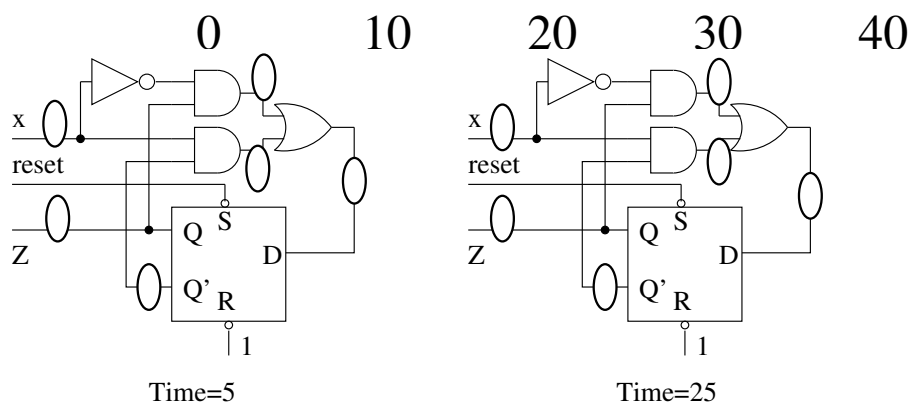 0 10 20 30 40
x x
reset reset
S S
Z Q D Z Q D
Q' Q'
R R
1 1
Time=5 Time=25